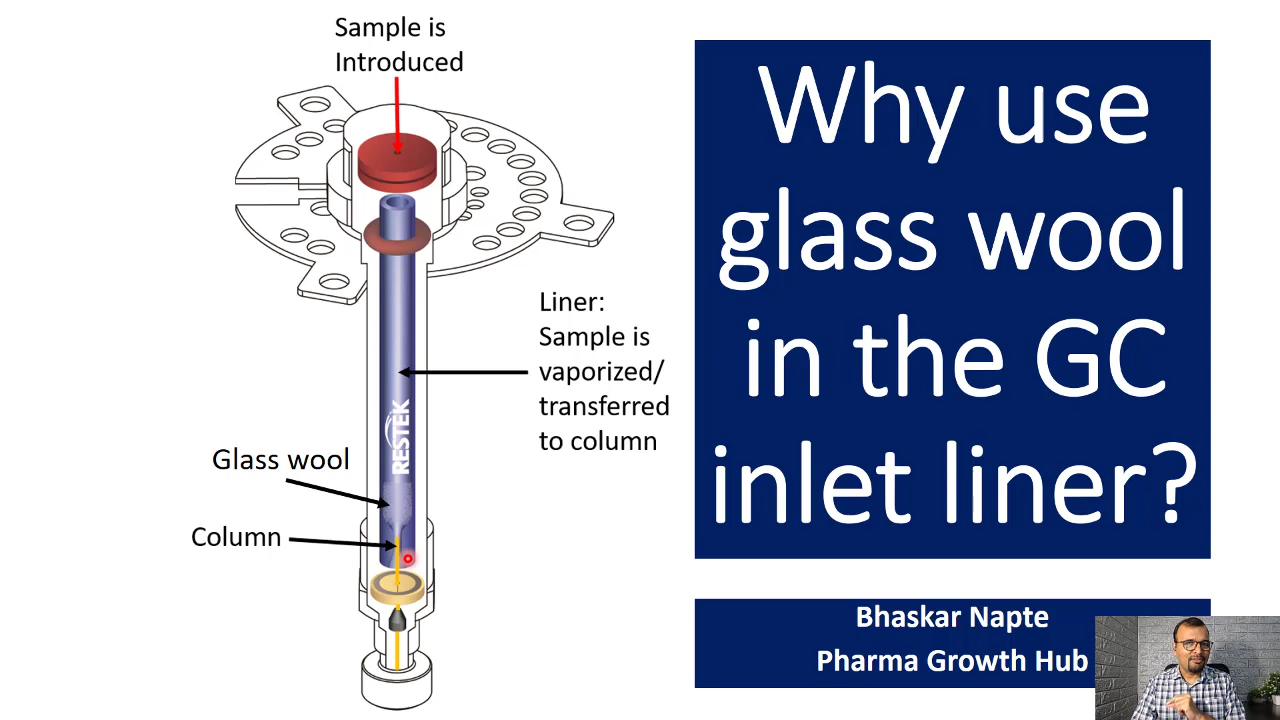 Sample is
Introduced
Liner:
Sample is
vaporized/
transferred
to column
RESTEK
Glass wool
Column
Why use
glass wool
in the GC
inlet liner?
Bhaskar Napte
Pharma Growth Hub